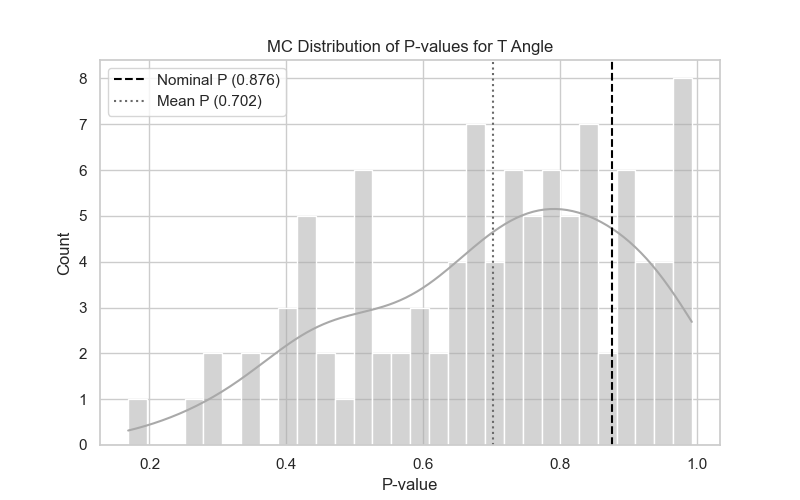 MC Distribution of P-values for T Angle
Nominal P (0.876)
Mean P (0.702)
8
7
6
5
4
3
2
1
0
Count
0.2 0.4 0.6 0.8 1.0
P-value